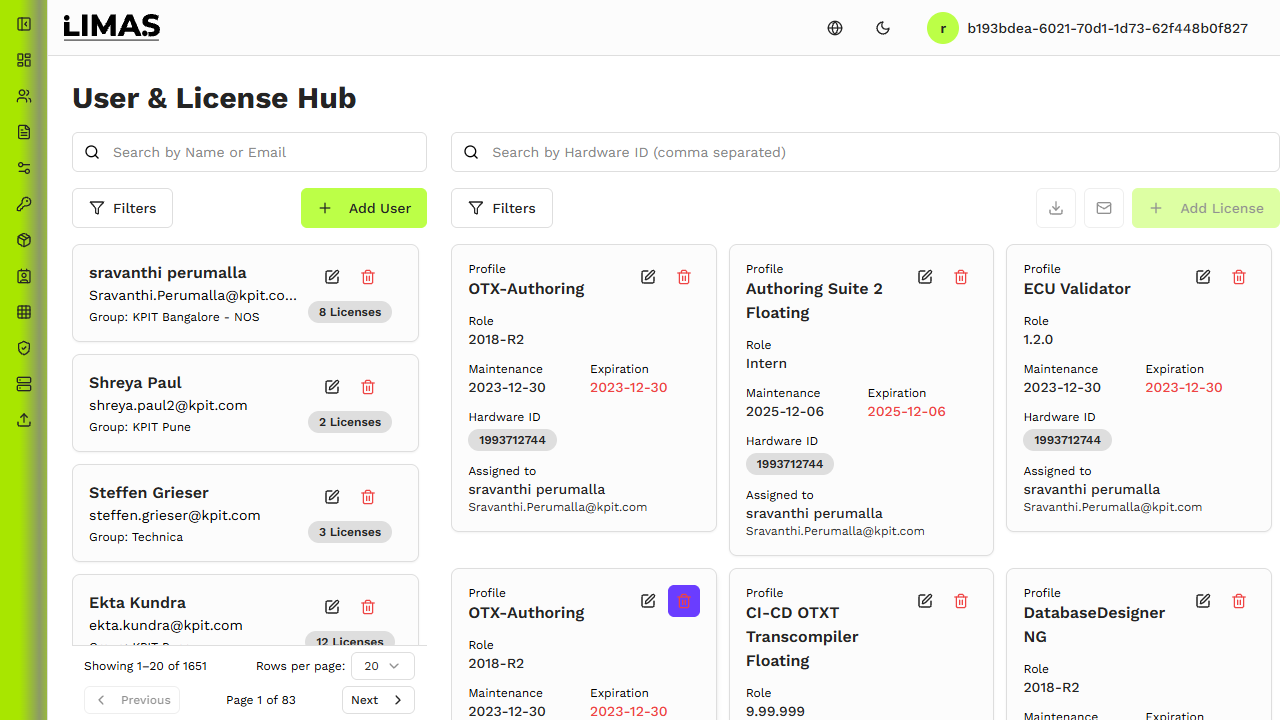 LIMAS
r
b193bdea-6021-70d1-1d73-62f448b0f827
User & License Hub
Search by Name or Email
Filters
Add User
sravanthi perumalla
Sravanthi.Perumalla@kpit.co...
Group: KPIT Bangalore - NOS
8 Licenses
Shreya Paul
shreya.paul2@kpit.com
Group: KPIT Pune
2 Licenses
Steffen Grieser
steffen.grieser@kpit.com
Group: Technica
3 Licenses
Ekta Kundra
ekta.kundra@kpit.com
12 Licenses
Showing 1–20 of 1651
Rows per page:
20
Previous
Page 1 of 83
Next
Search by Hardware ID (comma separated)
Filters
Add License
Profile
OTX-Authoring
Role
2018-R2
Maintenance
2023-12-30
Expiration
2023-12-30
Hardware ID
1993712744
Assigned to
sravanthi perumalla
Sravanthi.Perumalla@kpit.com
Profile
Authoring Suite 2
Floating
Role
Intern
Maintenance
2025-12-06
Expiration
2025-12-06
Hardware ID
1993712744
Assigned to
sravanthi perumalla
Sravanthi.Perumalla@kpit.com
Profile
ECU Validator
Role
1.2.0
Maintenance
2023-12-30
Expiration
2023-12-30
Hardware ID
1993712744
Assigned to
sravanthi perumalla
Sravanthi.Perumalla@kpit.com
Profile
OTX-Authoring
Role
2018-R2
Maintenance
2023-12-30
Expiration
2023-12-30
Profile
CI-CD OTXT
Transcompiler
Floating
Role
9.99.999
Profile
DatabaseDesigner
NG
Role
2018-R2
Maintenance
Expiration